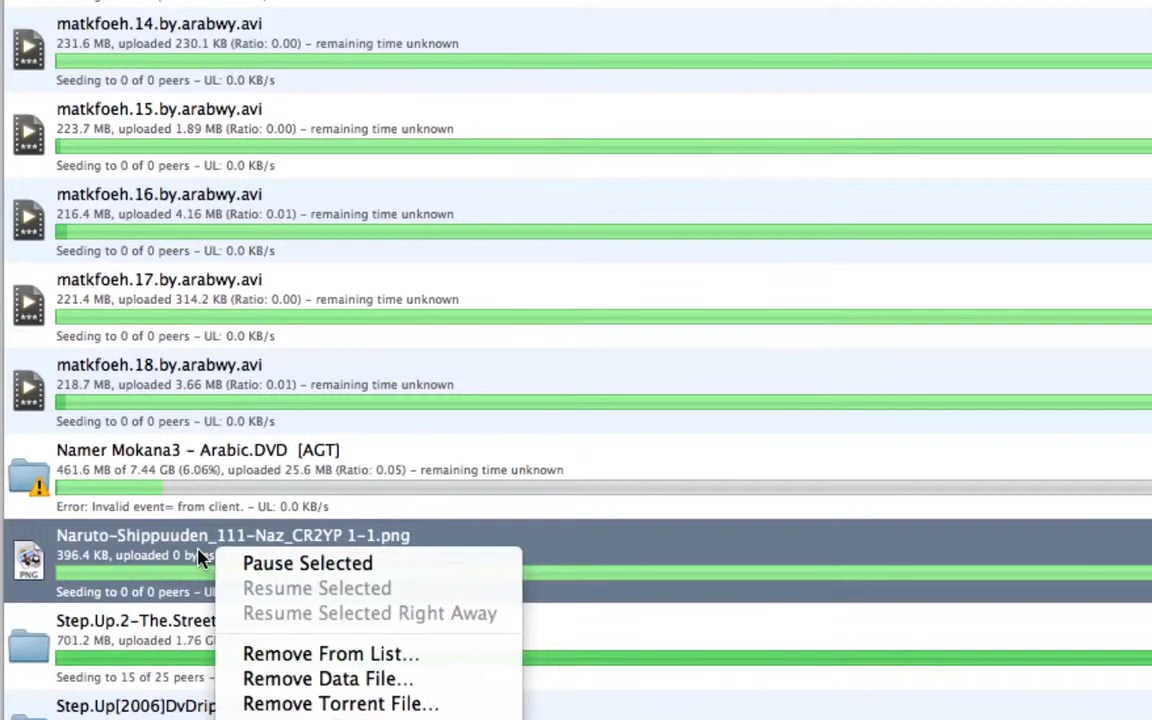 matkfoeh.14.by.arabwy.avi
231.6 MB, uploaded 230.1 KB (Ratio: 0.00) – remaining time unknown
Seeding to 0 of 0 peers – UL: 0.0 KB/s
matkfoeh.15.by.arabwy.avi
223.7 MB, uploaded 1.89 MB (Ratio: 0.00) – remaining time unknown
Seeding to 0 of 0 peers – UL: 0.0 KB/s
matkfoeh.16.by.arabwy.avi
216.4 MB, uploaded 4.16 MB (Ratio: 0.01) – remaining time unknown
Seeding to 0 of 0 peers – UL: 0.0 KB/s
matkfoeh.17.by.arabwy.avi
221.4 MB, uploaded 314.2 KB (Ratio: 0.00) – remaining time unknown
Seeding to 0 of 0 peers – UL: 0.0 KB/s
matkfoeh.18.by.arabwy.avi
218.7 MB, uploaded 3.66 MB (Ratio: 0.01) – remaining time unknown
Seeding to 0 of 0 peers – UL: 0.0 KB/s
Namer Mokana3 – Arabic.DVD [AGT]
461.6 MB of 7.44 GB (6.06%), uploaded 25.6 MB (Ratio: 0.05) – remaining time unknown
Error: Invalid event= from client. – UL: 0.0 KB/s
Naruto-Shippuuden_111-Naz_CR2YP 1-1.png
396.4 KB, uploaded 0
PNG
Seeding to 0 of 0 peers –
Step.Up.2-The.Street
701.2 MB, uploaded 1.76
Seeding to 15 of 25 peers –
Step.Up[2006]DvDrip
Pause Selected
Resume Selected
Resume Selected Right Away
Remove From List...
Remove Data File...
Remove Torrent File...